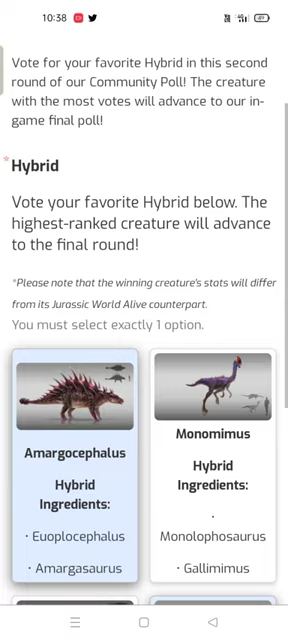 10:38
Vote for your favorite Hybrid in this second
round of our Community Poll! The creature
with the most votes will advance to our in-
game final poll!
* Hybrid
Vote your favorite Hybrid below. The
highest-ranked creature will advance
to the final round!
*Please note that the winning creature's stats will differ
from its Jurassic World Alive counterpart.
You must select exactly 1 option.
Amargocephalus
Hybrid
Ingredients:
· Euoplocephalus
· Amargasaurus
Monomimus
Hybrid
Ingredients:
·
Monolophosaurus
· Gallimimus